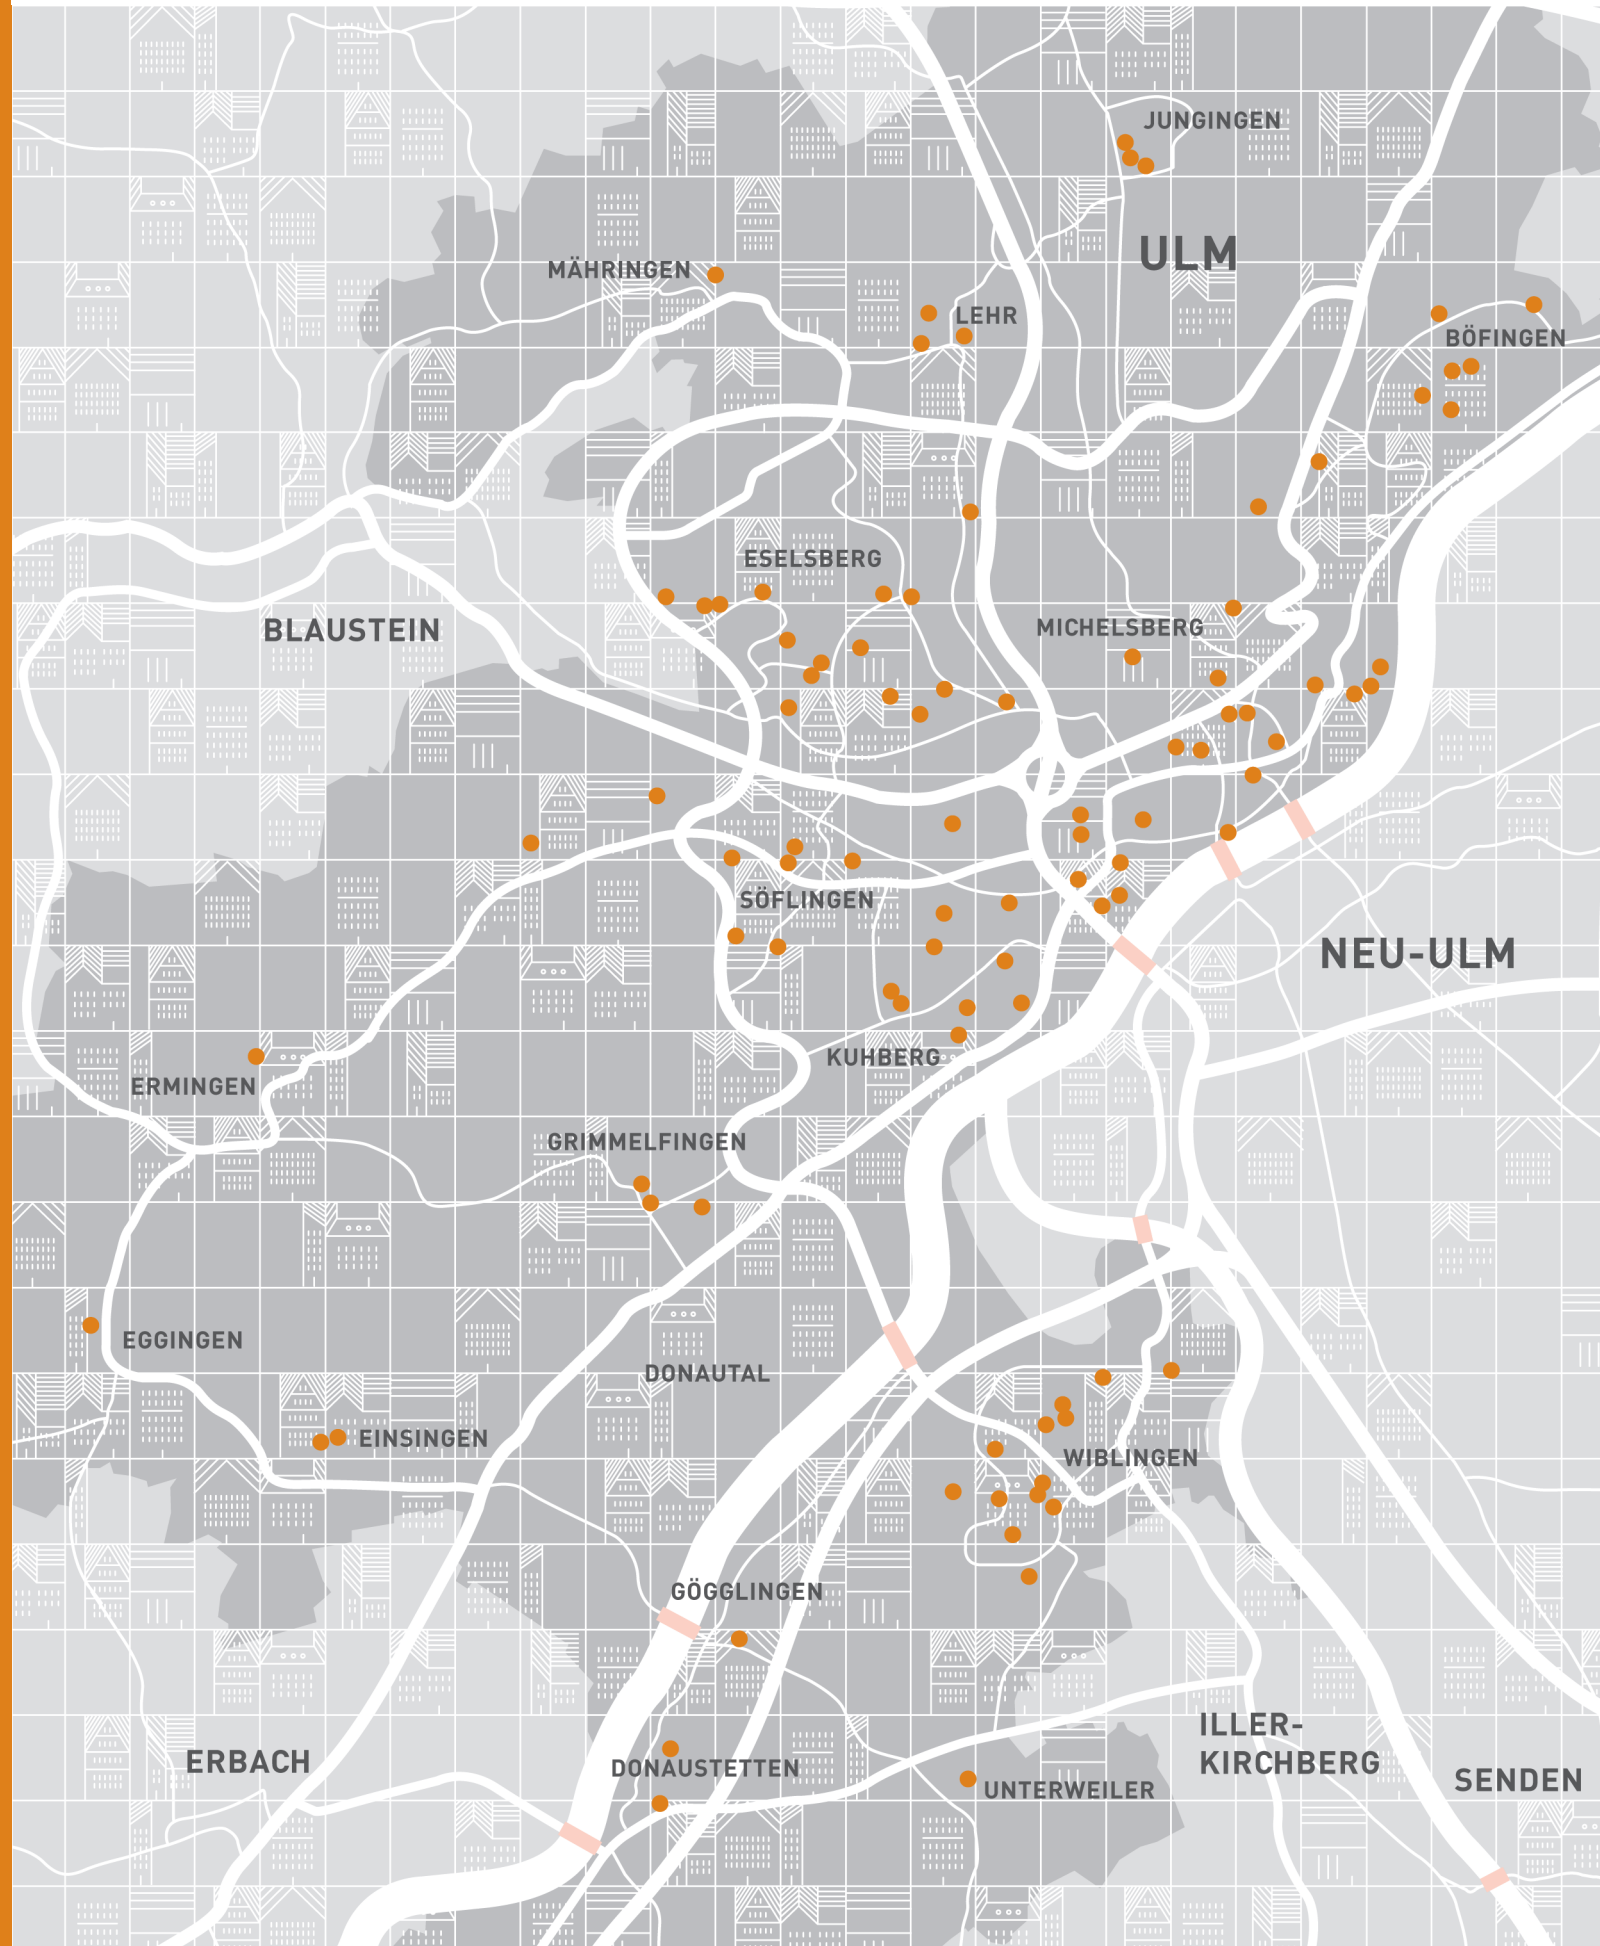 JUNGINGEN
ULM
MÄHRINGEN
LEHR
BÖFINGEN
ESELSBERG
BLAUSTEIN
MICHELSBERG
SÖFLINGEN
NEU-ULM
KUHBERG
ERMINGEN
GRIMMELFINGEN
EGGINGEN
DONAUTAL
EINSINGEN
WIBLINGEN
GÖGGLINGEN
ILLER-
KIRCHBERG
ERBACH
DONAUSTETTEN
UNTERWEILER
SENDEN